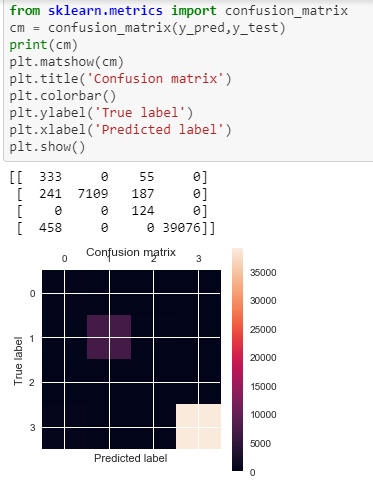 from sklearn.metrics import confusion_matrix
cm = confusion_matrix(y_pred,y_test)
print(cm)
plt.matshow(cm)
plt.title('Confusion matrix')
plt.colorbar()
plt.ylabel('True label')
plt.xlabel('Predicted label')
plt.show()
[[  333     0    55     0]
 [  241  7109   187     0]
 [    0     0   124     0]
 [  458     0     0 39076]]
Confusion matrix
0 1 2 3
0
1
2
3
True label
Predicted label
35000
30000
25000
20000
15000
10000
5000
0